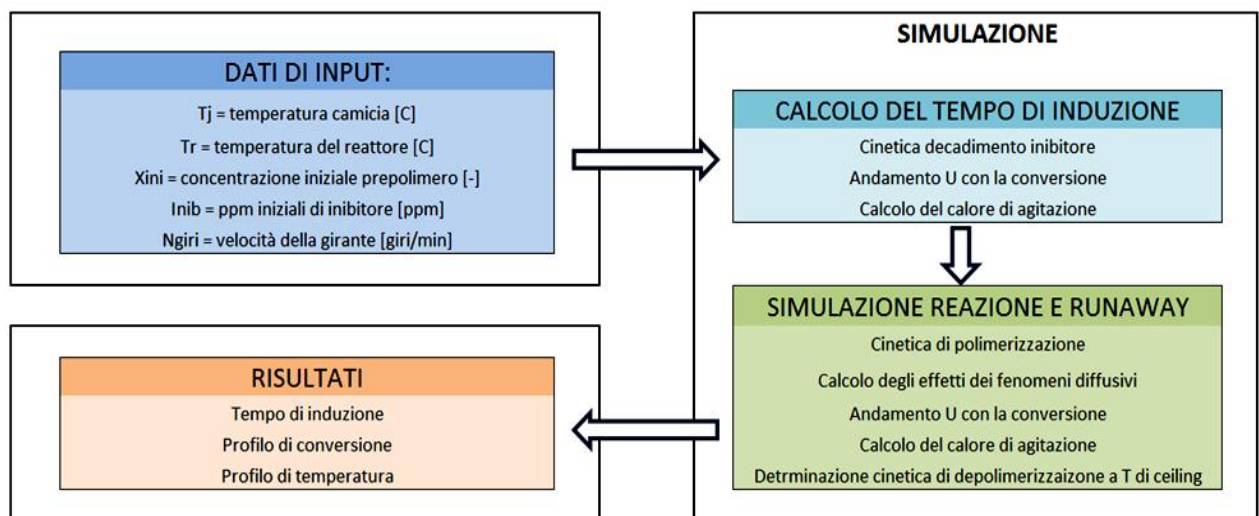 DATI DI INPUT:
Tj = temperatura camicia [C]
Tr = temperatura del reattore [C]
Xini = concentrazione iniziale prepolimero [-]
Inib = ppm iniziali di inibitore [ppm]
Ngiri = velocità della girante [giri/min]
SIMULAZIONE
CALCOLO DEL TEMPO DI INDUZIONE
Cinetica decadimento inibitore
Andamento U con la conversione
Calcolo del calore di agitazione
SIMULAZIONE REAZIONE E RUNAWAY
Cinetica di polimerizzazione
Calcolo degli effetti dei fenomeni diffusivi
Andamento U con la conversione
Calcolo del calore di agitazione
Detrminazione cinetica di depolimerizzaizone a T di ceiling
RISULTATI
Tempo di induzione
Profilo di conversione
Profilo di temperatura